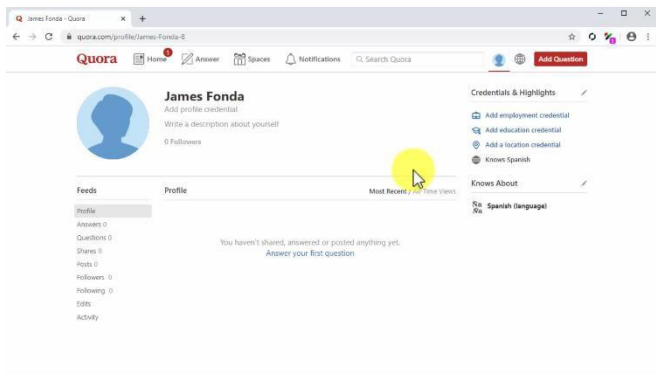 James Fonda - Quora
quora.com/profile/James-Fonda-8
Quora
Home
1
Answer
Spaces
Notifications
Search Quora
Add Question
James Fonda
Add profile credential
Write a description about yourself
0 Followers
Credentials & Highlights
Add employment credential
Add education credential
Add a location credential
Knows Spanish
Feeds
Profile
Most Recent / All-Time Views
Knows About
Spanish (language)
Profile
Answers 0
Questions 0
Shares 0
Posts 0
Followers 0
Following 0
Edits
Activity
You haven't shared, answered or posted anything yet.
Answer your first question